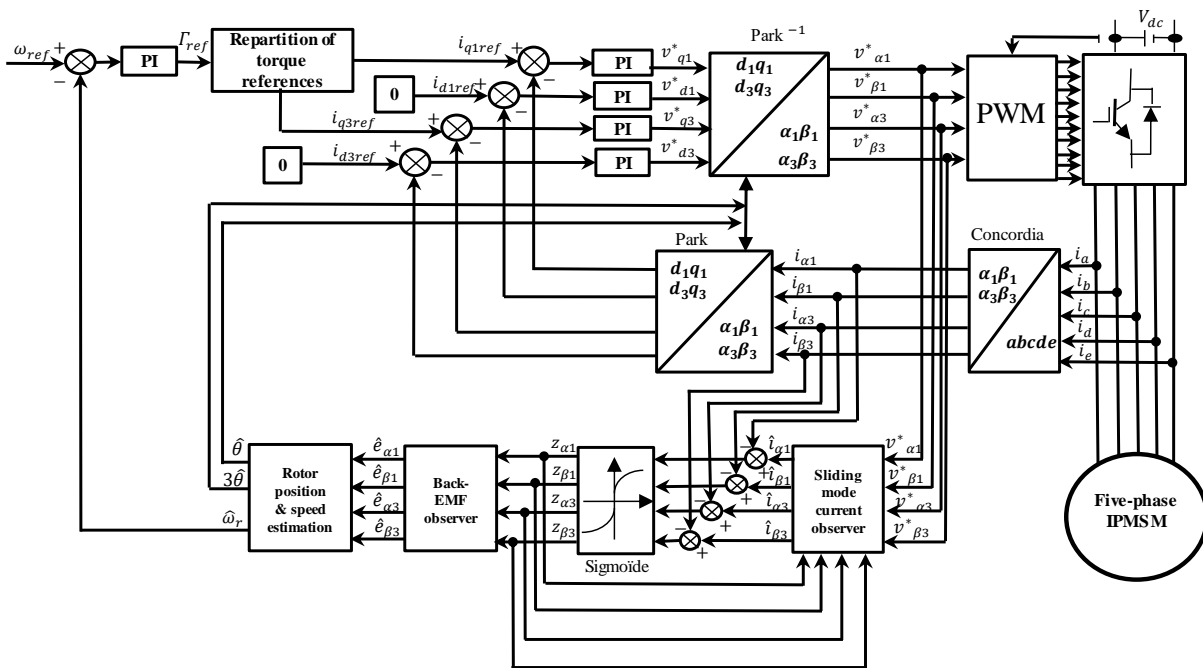 ω_ref + −
PI
Γ_ref
Repartition of
torque
references
i_q1ref + −
i_d1ref + −
i_q3ref + −
i_d3ref + −
0
0
PI
PI
PI
PI
v*_q1
v*_d1
v*_q3
v*_d3
Park ⁻¹
d₁q₁
d₃q₃
α₁β₁
α₃β₃
v*_α1
v*_β1
v*_α3
v*_β3
PWM
V_dc
Park
d₁q₁
d₃q₃
α₁β₁
α₃β₃
i_α1
i_β1
i_α3
i_β3
Concordia
α₁β₁
α₃β₃
abcde
i_a
i_b
i_c
i_d
i_e
Five-phase
IPMSM
θ̂
3θ̂
ω̂_r
Rotor
position
& speed
estimation
ê_α1
ê_β1
ê_α3
ê_β3
Back-
EMF
observer
z_α1
z_β1
z_α3
z_β3
Sigmoïde
− +
− +
− +
− +
î_α1
î_β1
î_α3
î_β3
Sliding
mode
current
observer
v*_α1
v*_β1
v*_α3
v*_β3